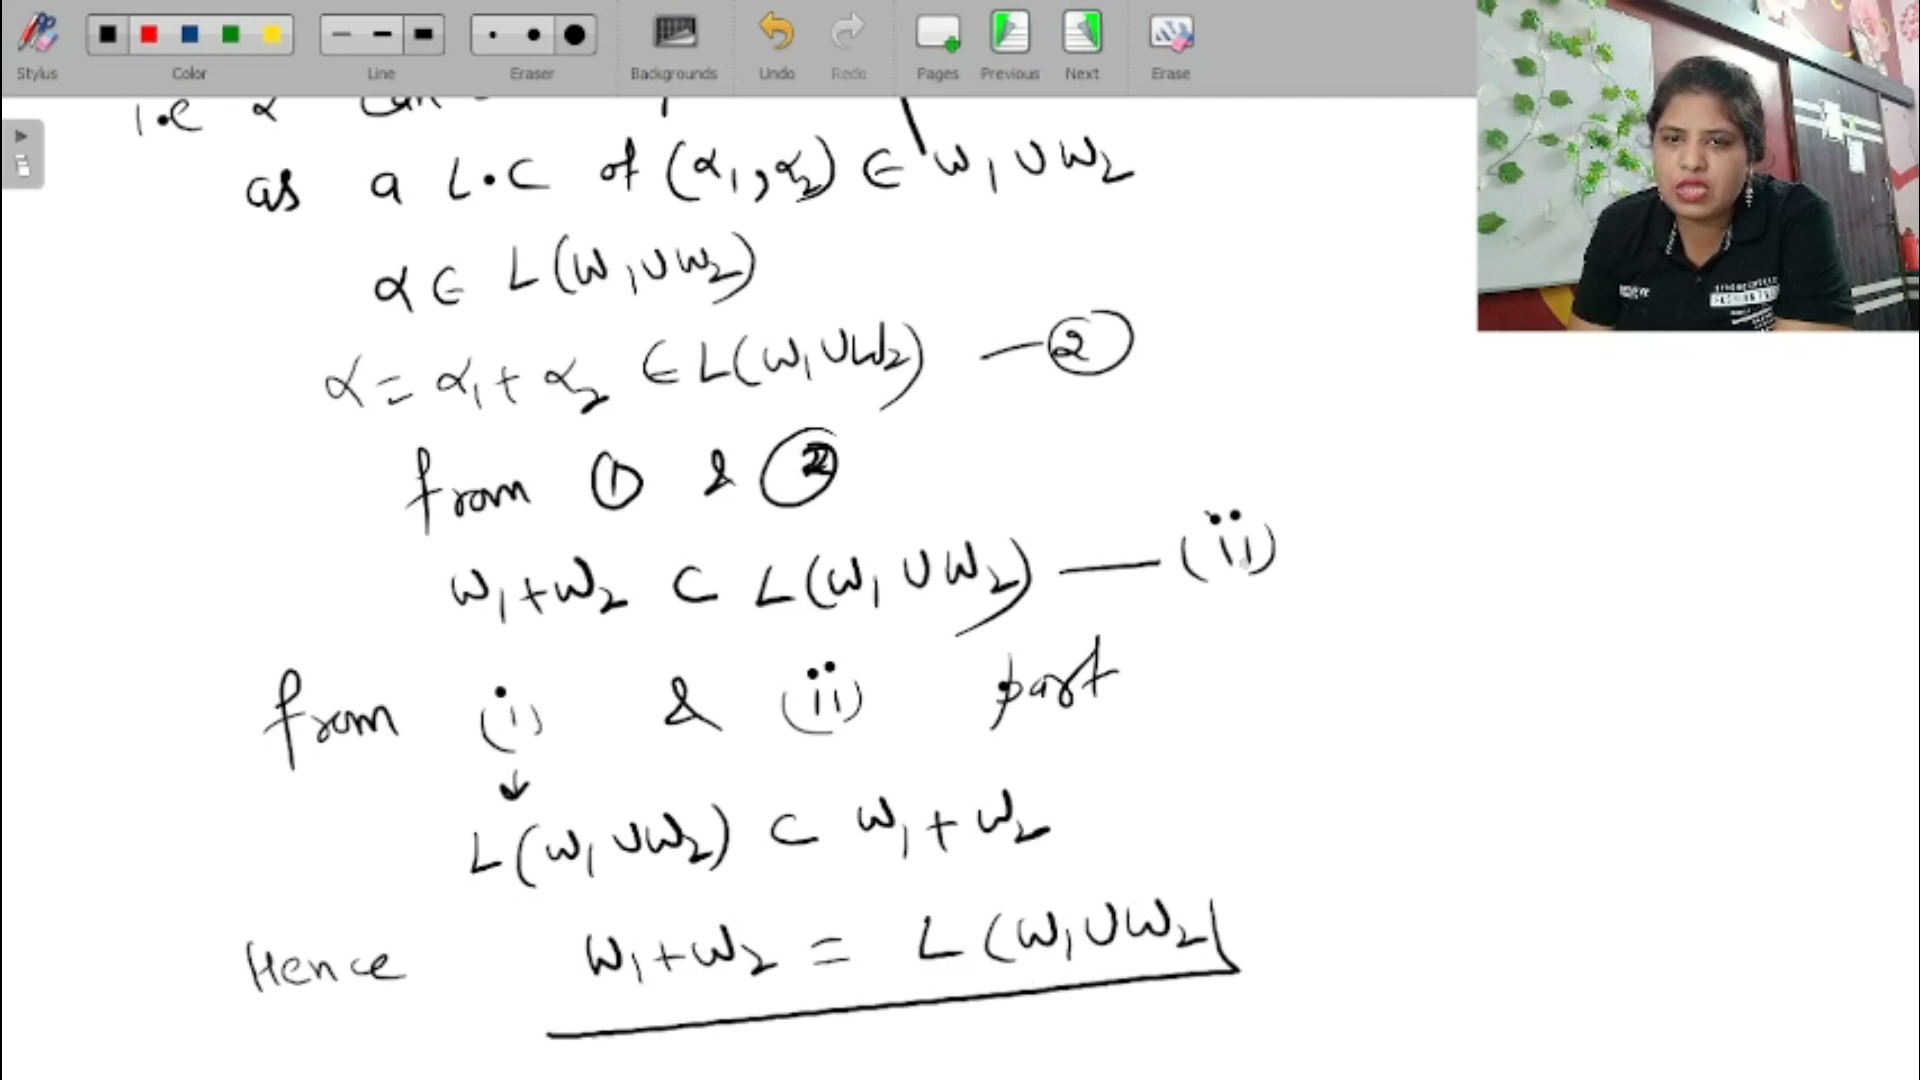 Stylus Color Line Eraser Backgrounds Undo Redo Pages Previous Next Erase
i.e α can
as a L.C of (α₁, α₂) ∈ W₁ ∪ W₂
α ∈ L(W₁ ∪ W₂)
α = α₁ + α₂ ∈ L(W₁ ∪ W₂) — ②
from ① & ②
W₁ + W₂ ⊂ L(W₁ ∪ W₂) — (ii)
from (i) & (ii) part
↓
L(W₁ ∪ W₂) ⊂ W₁ + W₂
Hence W₁ + W₂ = L(W₁ ∪ W₂)